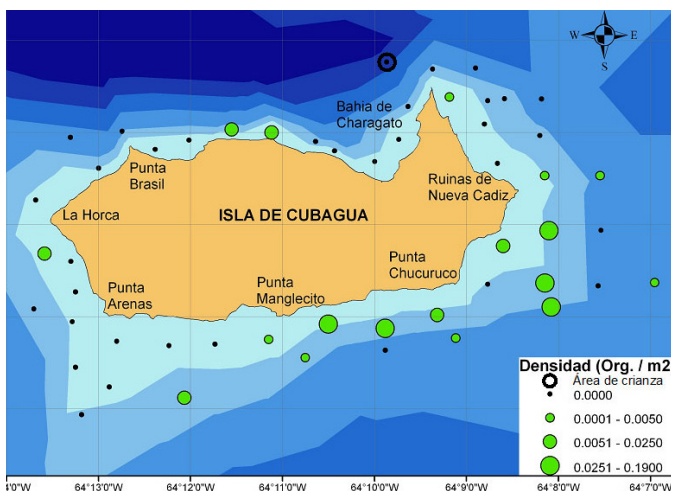 N
W
E
S
Bahia de
Charagato
Punta
Brasil
Ruinas de
Nueva Cadiz
La Horca
ISLA DE CUBAGUA
Punta
Chucuruco
Punta
Arenas
Punta
Manglecito
Densidad (Org. / m2
Área de crianza
0.0000
0.0001 - 0.0050
0.0051 - 0.0250
0.0251 - 0.1900
4'0"W
64°13'0"W
64°12'0"W
64°11'0"W
64°10'0"W
64°9'0"W
64°8'0"W
64°7'0"W